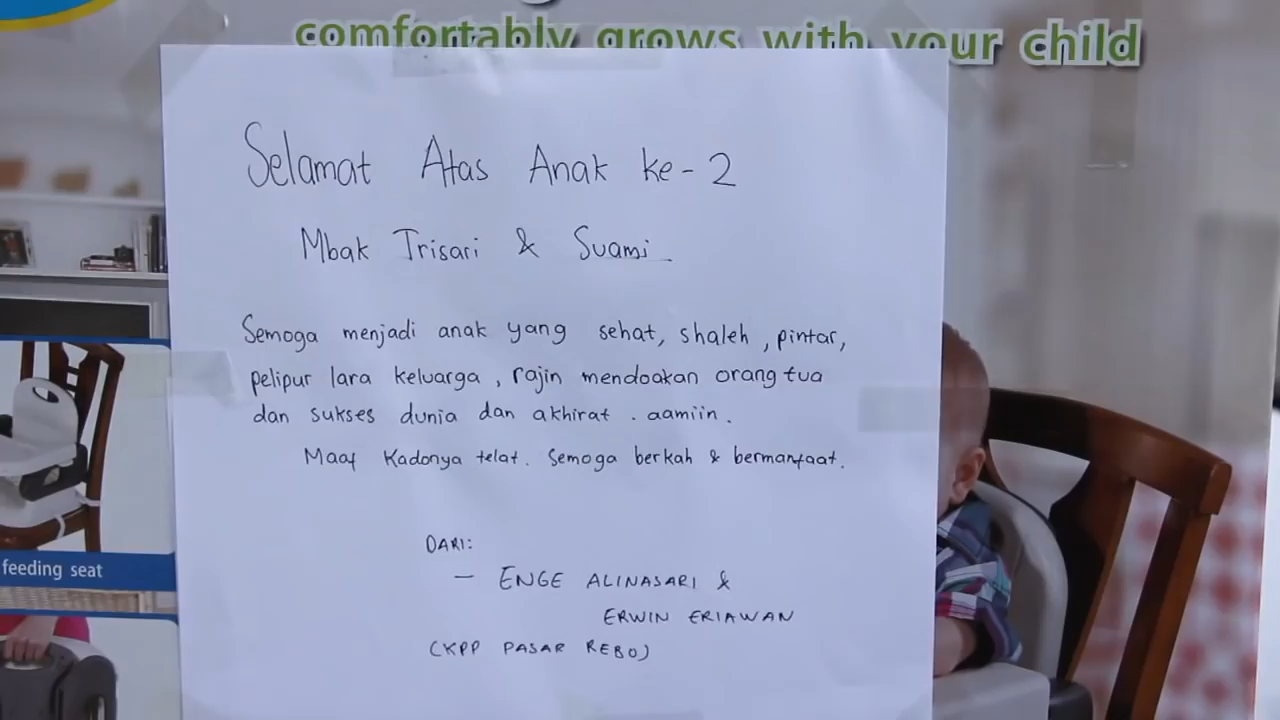 comfortably grows with your child
Selamat Atas Anak ke-2
Mbak Trisari & Suami
Semoga menjadi anak yang sehat, shaleh, pintar,
pelipur lara keluarga, rajin mendoakan orang tua
dan sukses dunia dan akhirat. aamiin.
Maaf Kadonya telat. Semoga berkah & bermanfaat.
DARI:
- ENGE ALINASARI &
ERWIN ERIAWAN
(KPP PASAR REBO)
feeding seat